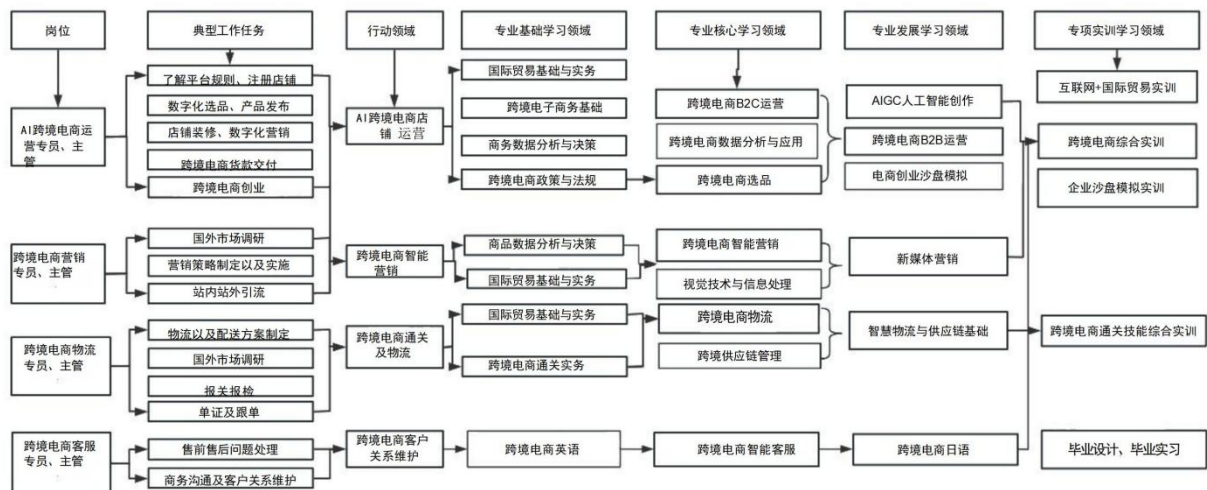 岗位
典型工作任务
行动领域
专业基础学习领域
专业核心学习领域
专业发展学习领域
专项实训学习领域
AI跨境电商运
营专员、主
管
了解平台规则、注册店铺
数字化选品、产品发布
店铺装修、数字化营销
跨境电商货款交付
跨境电商创业
AI跨境电商店
铺 运营
国际贸易基础与实务
跨境电子商务基础
商务数据分析与决策
跨境电商政策与法规
跨境电商B2C运营
跨境电商数据分析与应用
跨境电商选品
AIGC人工智能创作
跨境电商B2B运营
电商创业沙盘模拟
互联网+国际贸易实训
跨境电商综合实训
企业沙盘模拟实训
跨境电商营销
专员、主管
国外市场调研
营销策略制定以及实施
站内站外引流
跨境电商智能
营销
商品数据分析与决策
国际贸易基础与实务
跨境电商智能营销
视觉技术与信息处理
新媒体营销
跨境电商物流
专员、主管
物流以及配送方案制定
国外市场调研
报关报检
单证及跟单
跨境电商通关
及物流
国际贸易基础与实务
跨境电商通关实务
跨境电商物流
跨境供应链管理
智慧物流与供应链基础
跨境电商通关技能综合实训
跨境电商客服
专员、主管
售前售后问题处理
商务沟通及客户关系维护
跨境电商客户
关系维护
跨境电商英语
跨境电商智能客服
跨境电商日语
毕业设计、毕业实习